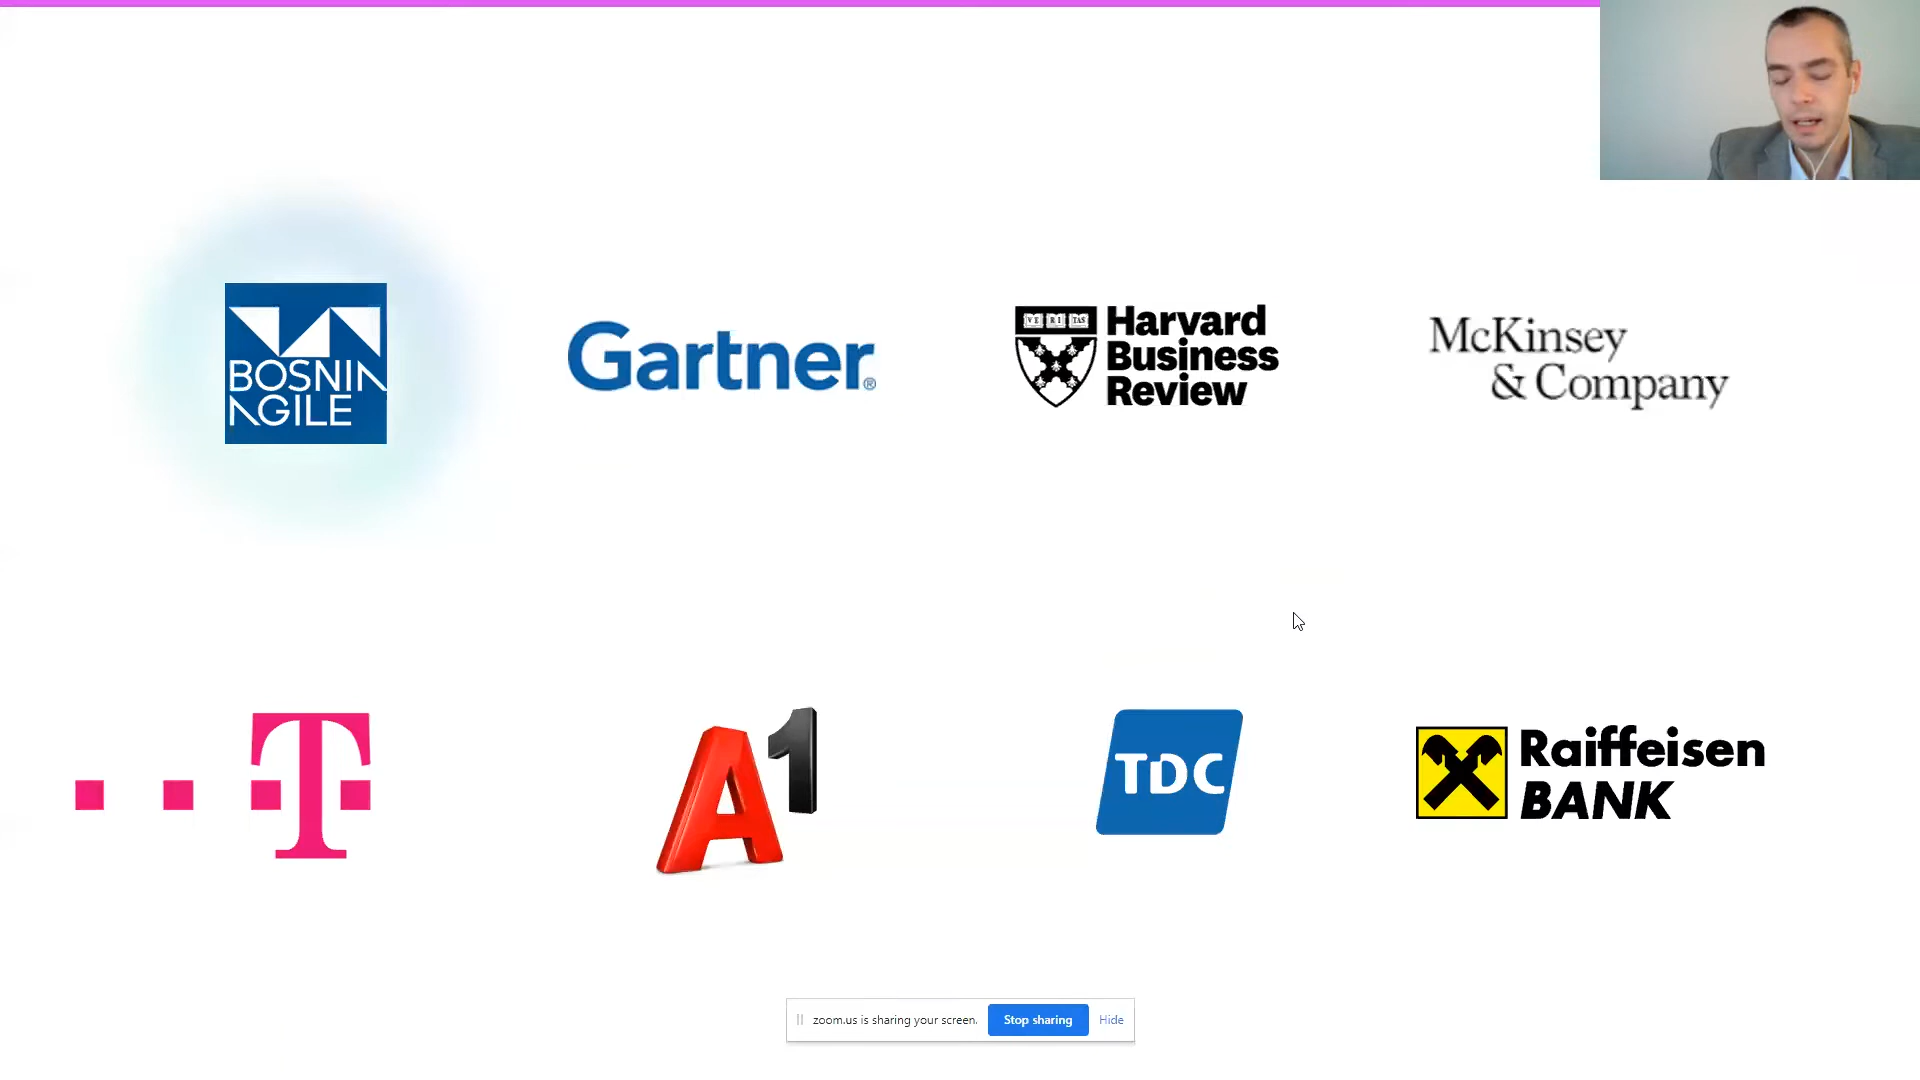 BOSNIA
AGILE
Gartner®
VE RI TAS
Harvard
Business
Review
McKinsey
& Company
T
A1
TDC
Raiffeisen
BANK
zoom.us is sharing your screen. Stop sharing Hide